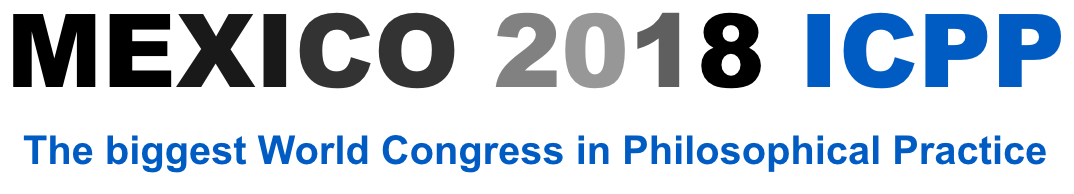 MEXICO 2018 ICPP
The biggest World Congress in Philosophical Practice